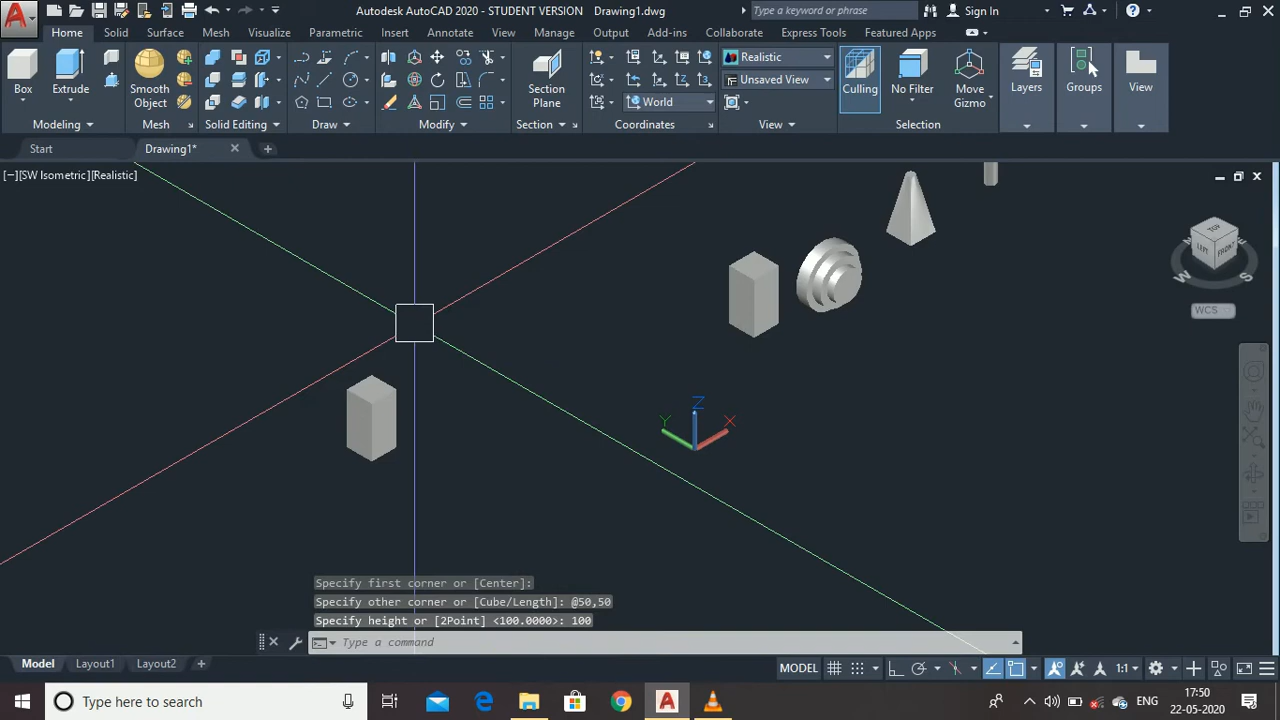 Autodesk AutoCAD 2020 - STUDENT VERSION Drawing1.dwg
Type a keyword or phrase
Sign In
Home Solid Surface Mesh Visualize Parametric Insert Annotate View Manage Output Add-ins Collaborate Express Tools Featured Apps
Realistic
Unsaved View
World
Box Extrude Smooth Object Section Plane Culling No Filter Move Gizmo Layers Groups View
Modeling Mesh Solid Editing Draw Modify Section Coordinates View Selection
Start Drawing1*
[−][SW Isometric][Realistic]
TOP
LEFT FRONT
W S
WCS
Z
Y X
Specify first corner or [Center]:
Specify other corner or [Cube/Length]: @50,50
Specify height or [2Point] <100.0000>: 100
Type a command
Model Layout1 Layout2
MODEL
1:1
Type here to search
ENG
17:50
22-05-2020